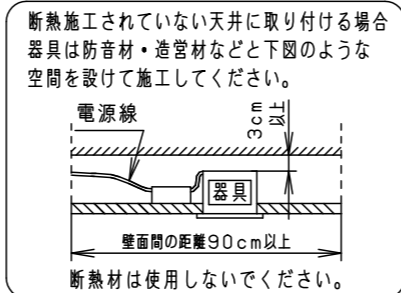 断熱施工されていない天井に取り付ける場合
器具は防音材・造営材などと下図のような
空間を設けて施工してください。
電源線
3cm
以上
器具
壁面間の距離90cm以上
断熱材は使用しないでください。